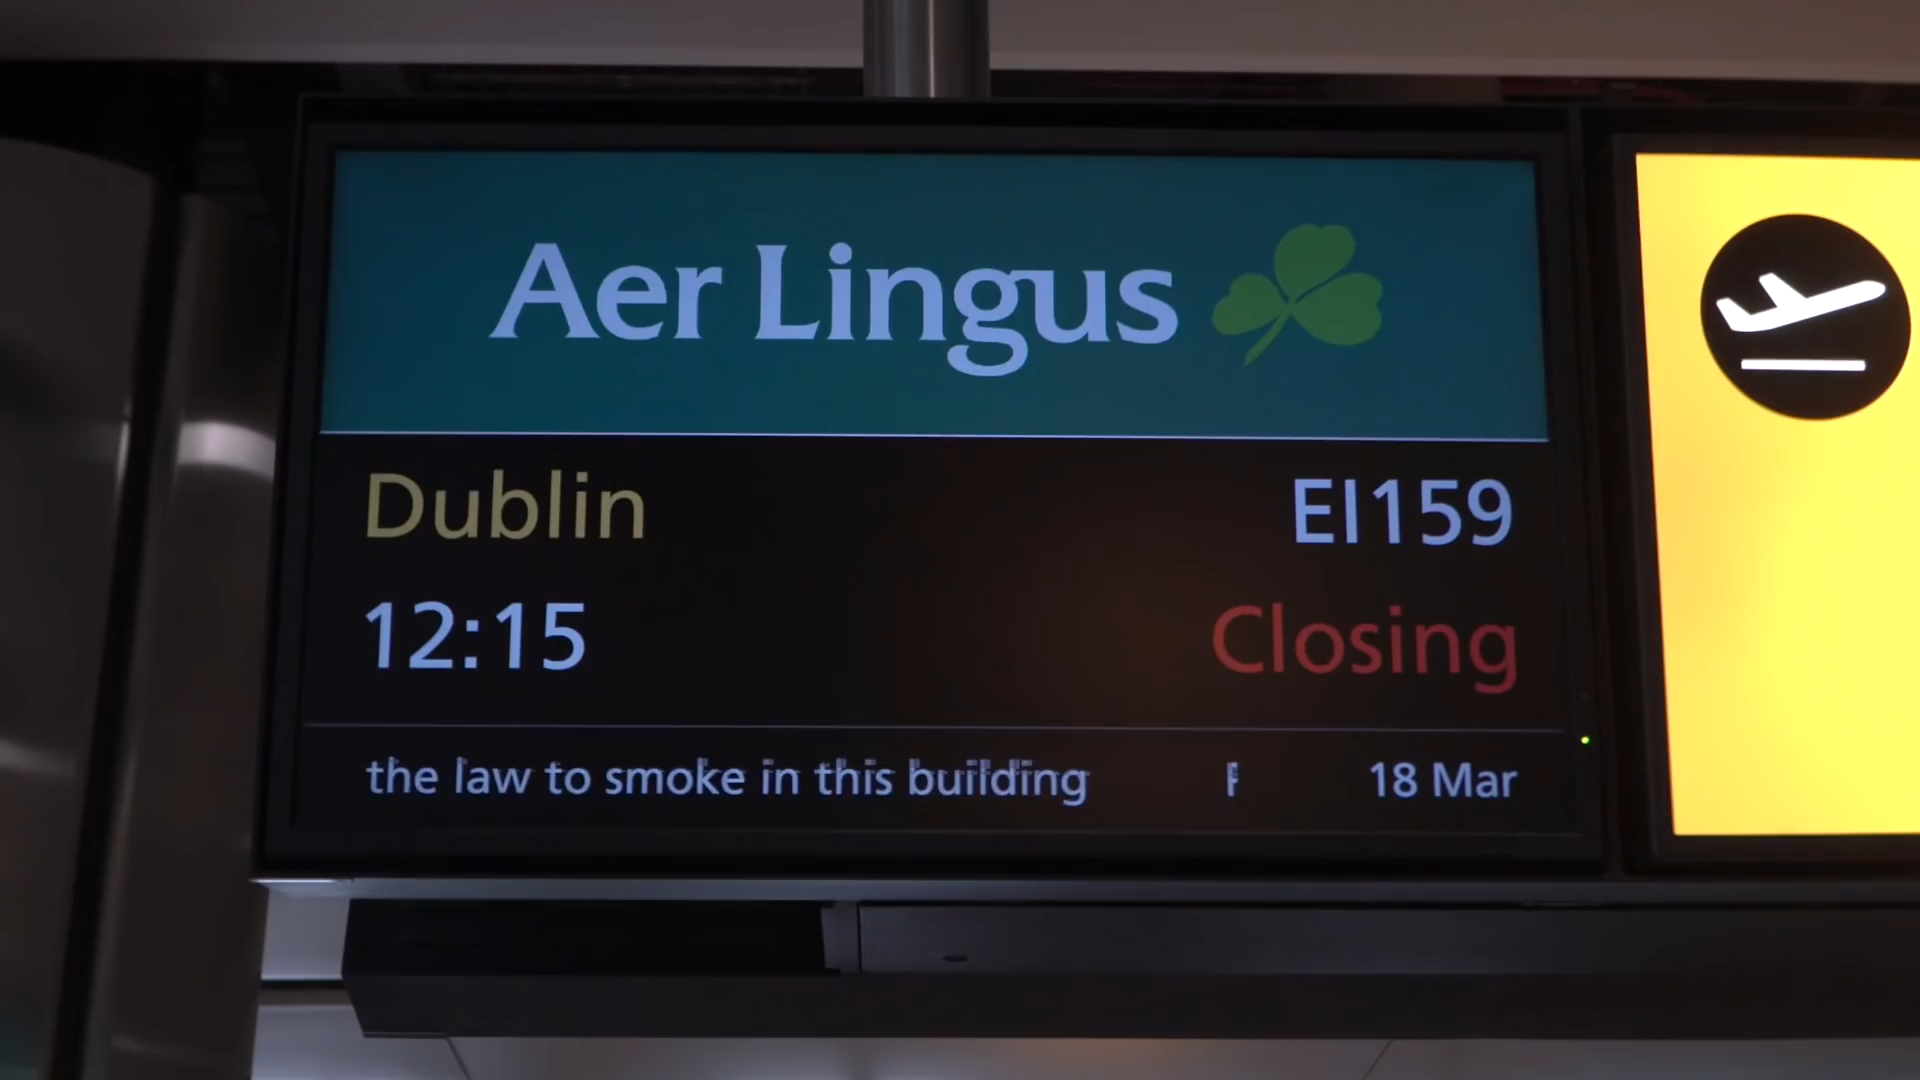 Aer Lingus
Dublin EI159
12:15 Closing
the law to smoke in this building 18 Mar